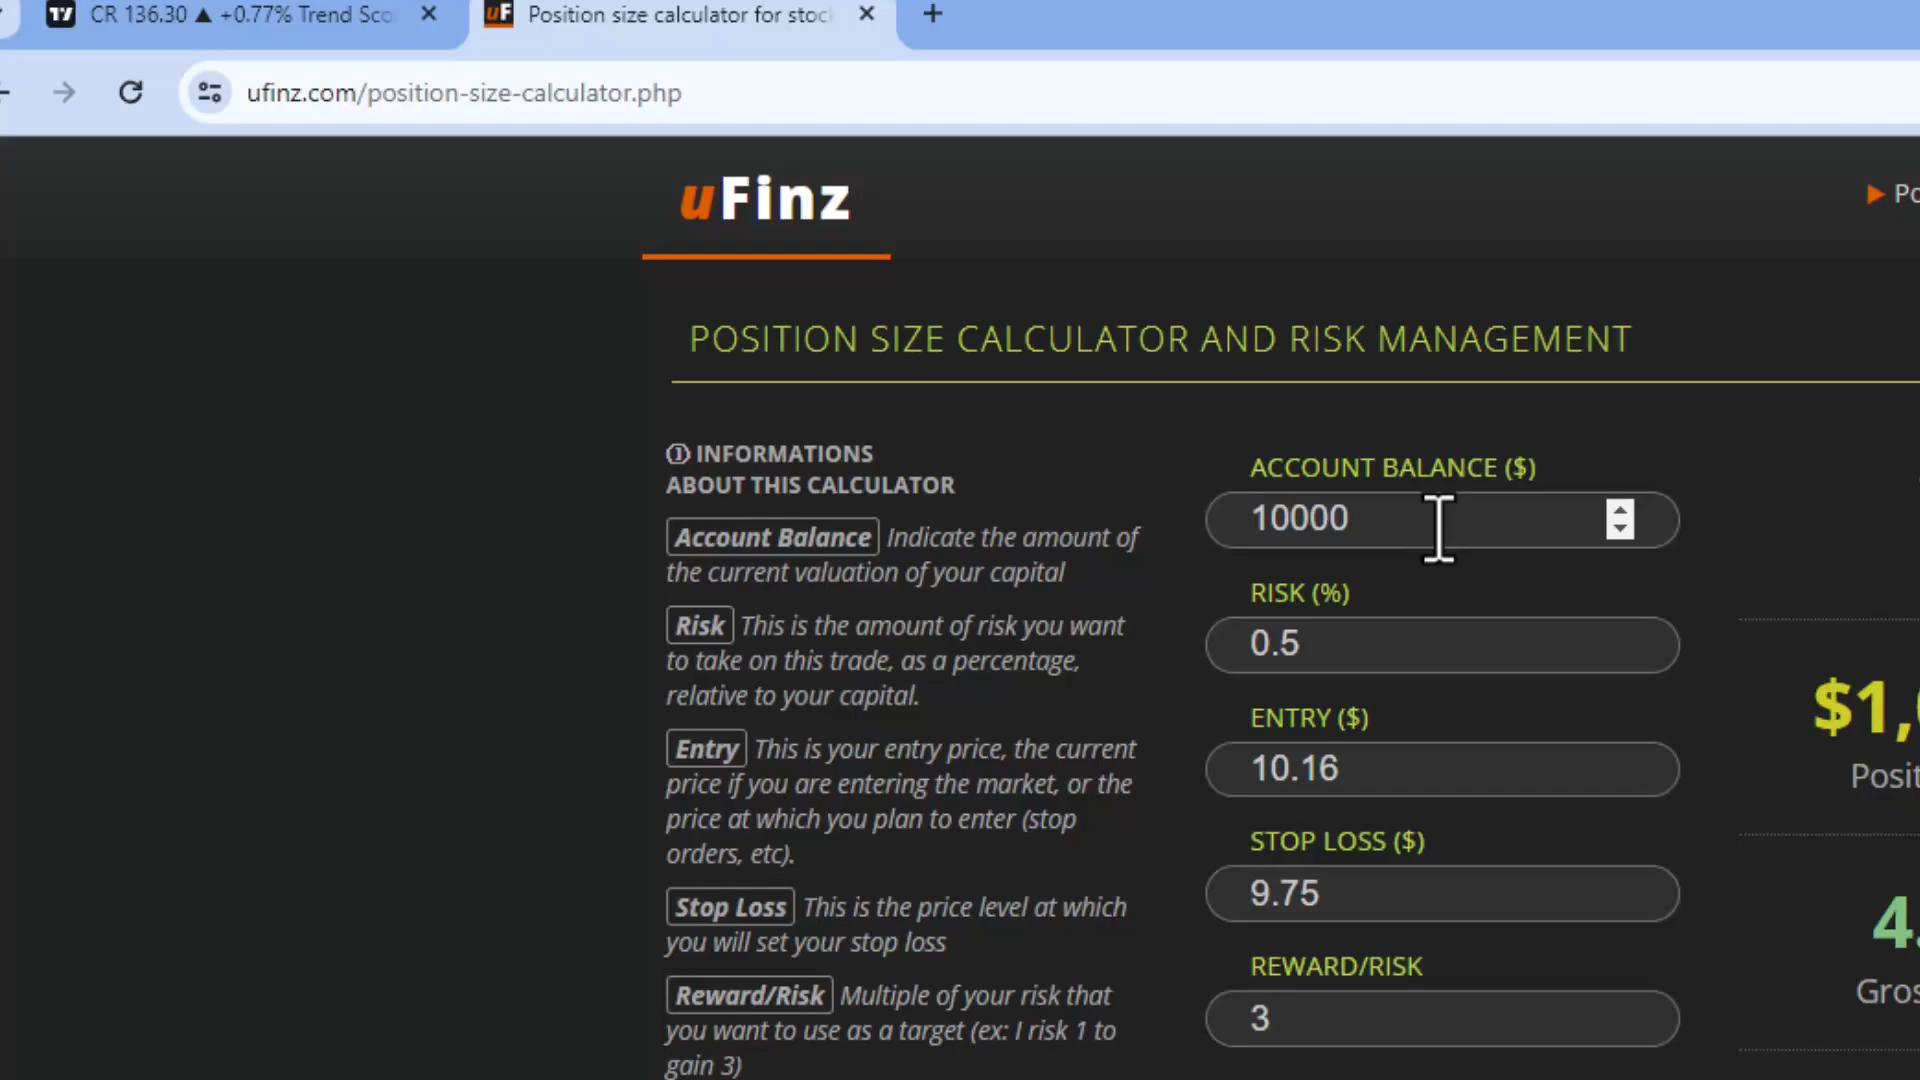 CR 136.30 ▲ +0.77% Trend Sco
Position size calculator for stoc
ufinz.com/position-size-calculator.php
uFinz
Po
POSITION SIZE CALCULATOR AND RISK MANAGEMENT
INFORMATIONS
ABOUT THIS CALCULATOR
Account Balance Indicate the amount of
the current valuation of your capital
Risk This is the amount of risk you want
to take on this trade, as a percentage,
relative to your capital.
Entry This is your entry price, the current
price if you are entering the market, or the
price at which you plan to enter (stop
orders, etc).
Stop Loss This is the price level at which
you will set your stop loss
Reward/Risk Multiple of your risk that
you want to use as a target (ex: I risk 1 to
gain 3)
ACCOUNT BALANCE ($)
10000
RISK (%)
0.5
ENTRY ($)
10.16
STOP LOSS ($)
9.75
REWARD/RISK
3
$1,
Posit
4.
Gros